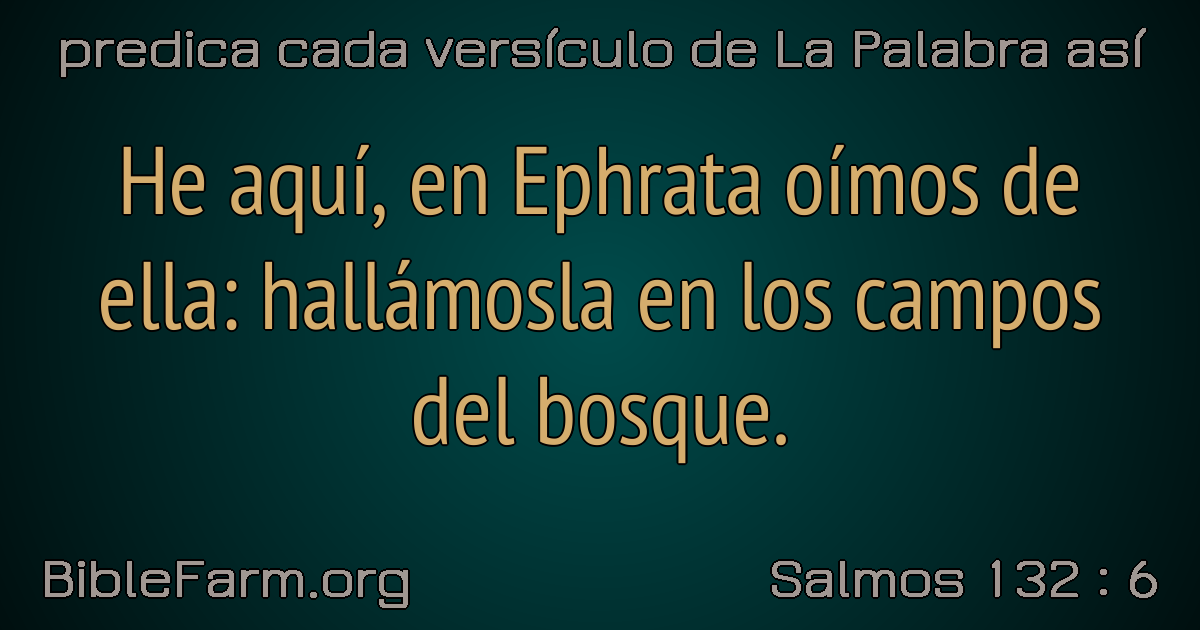 predica cada versículo de La Palabra así
He aquí, en Ephrata oímos de
ella: hallámosla en los campos
del bosque.
BibleFarm.org
Salmos 132 : 6